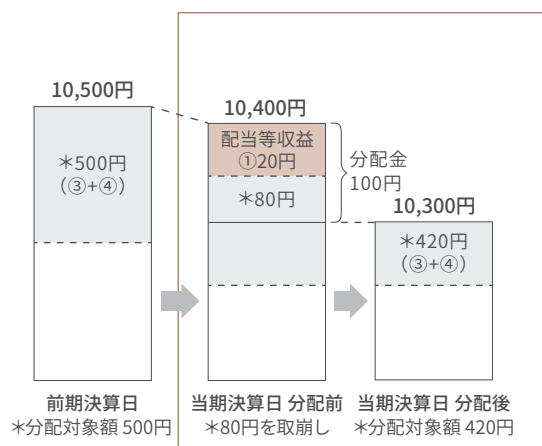 10,500円
＊500円
（③+④）
前期決算日
＊分配対象額 500円
10,400円
配当等収益
①20円
＊80円
分配金
100円
当期決算日 分配前
＊80円を取崩し
10,300円
＊420円
（③+④）
当期決算日 分配後
＊分配対象額 420円